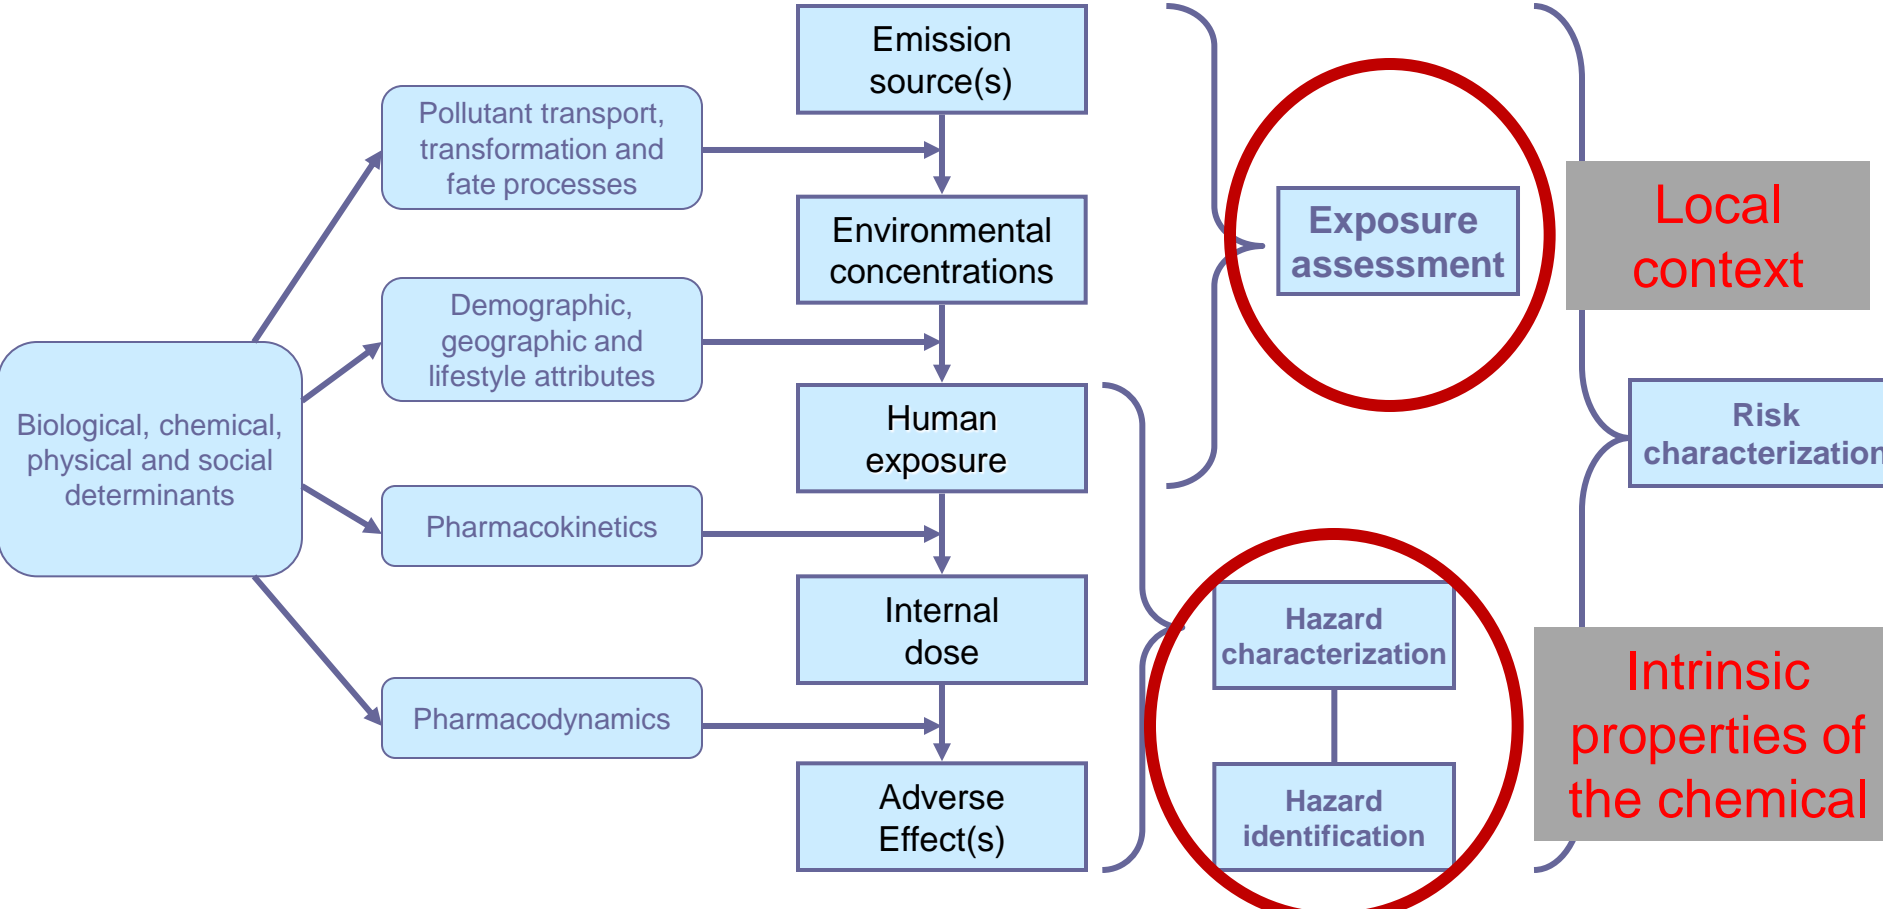 Emission
source(s)
Pollutant transport,
transformation and
fate processes
Environmental
concentrations
Exposure
assessment
Local
context
Demographic,
geographic and
lifestyle attributes
Biological, chemical,
physical and social
determinants
Human
exposure
Risk
characterization
Pharmacokinetics
Internal
dose
Hazard
characterization
Intrinsic
properties of
the chemical
Pharmacodynamics
Adverse
Effect(s)
Hazard
identification